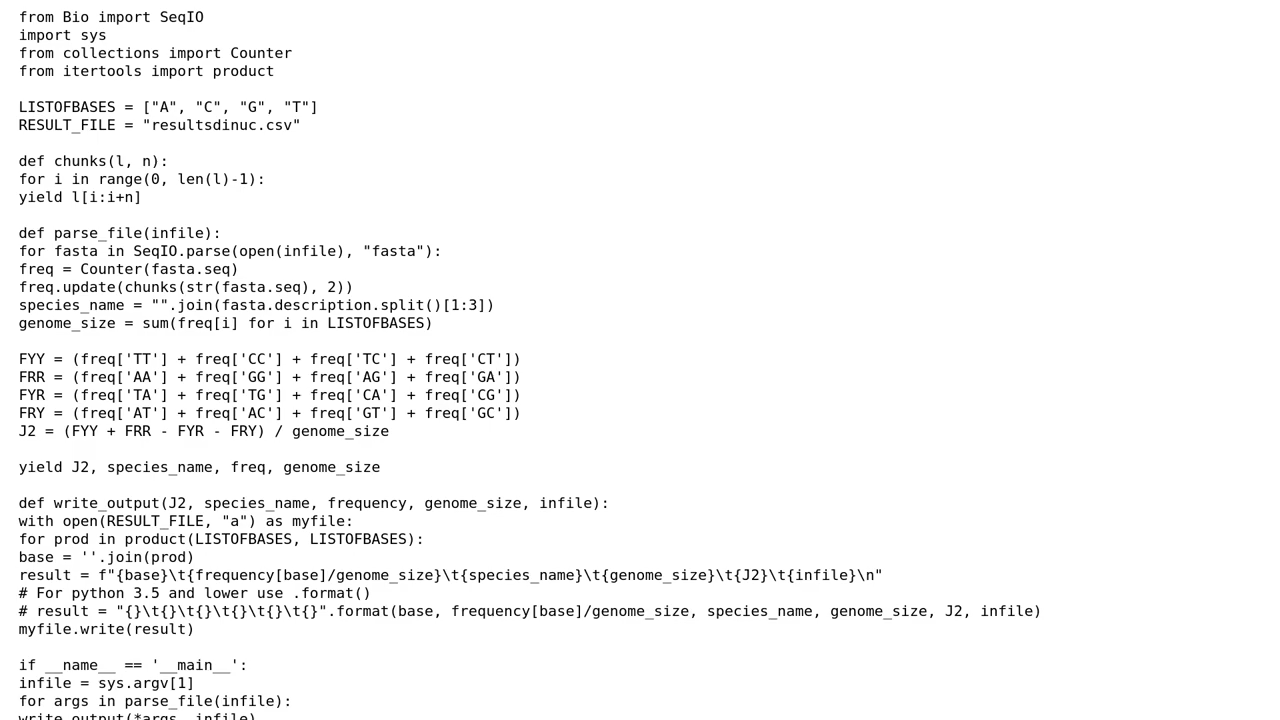 from Bio import SeqIO
import sys
from collections import Counter
from itertools import product
LISTOFBASES = ["A", "C", "G", "T"]
RESULT_FILE = "resultsdinuc.csv"
def chunks(l, n):
for i in range(0, len(l)-1):
yield l[i:i+n]
def parse_file(infile):
for fasta in SeqIO.parse(open(infile), "fasta"):
freq = Counter(fasta.seq)
freq.update(chunks(str(fasta.seq), 2))
species_name = "".join(fasta.description.split()[1:3])
genome_size = sum(freq[i] for i in LISTOFBASES)
FYY = (freq['TT'] + freq['CC'] + freq['TC'] + freq['CT'])
FRR = (freq['AA'] + freq['GG'] + freq['AG'] + freq['GA'])
FYR = (freq['TA'] + freq['TG'] + freq['CA'] + freq['CG'])
FRY = (freq['AT'] + freq['AC'] + freq['GT'] + freq['GC'])
J2 = (FYY + FRR - FYR - FRY) / genome_size
yield J2, species_name, freq, genome_size
def write_output(J2, species_name, frequency, genome_size, infile):
with open(RESULT_FILE, "a") as myfile:
for prod in product(LISTOFBASES, LISTOFBASES):
base = ''.join(prod)
result = f"{base}\t{frequency[base]/genome_size}\t{species_name}\t{genome_size}\t{J2}\t{infile}\n"
# For python 3.5 and lower use .format()
# result = "{}\t{}\t{}\t{}\t{}\t{}".format(base, frequency[base]/genome_size, species_name, genome_size, J2, infile)
myfile.write(result)
if __name__ == '__main__':
infile = sys.argv[1]
for args in parse_file(infile):
write_output(*args, infile)